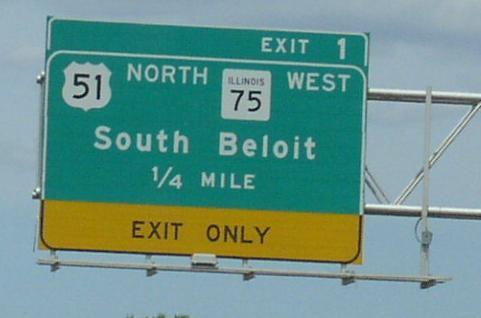 EXIT 1
51 NORTH ILLINOIS 75 WEST
South Beloit
1/4 MILE
EXIT ONLY